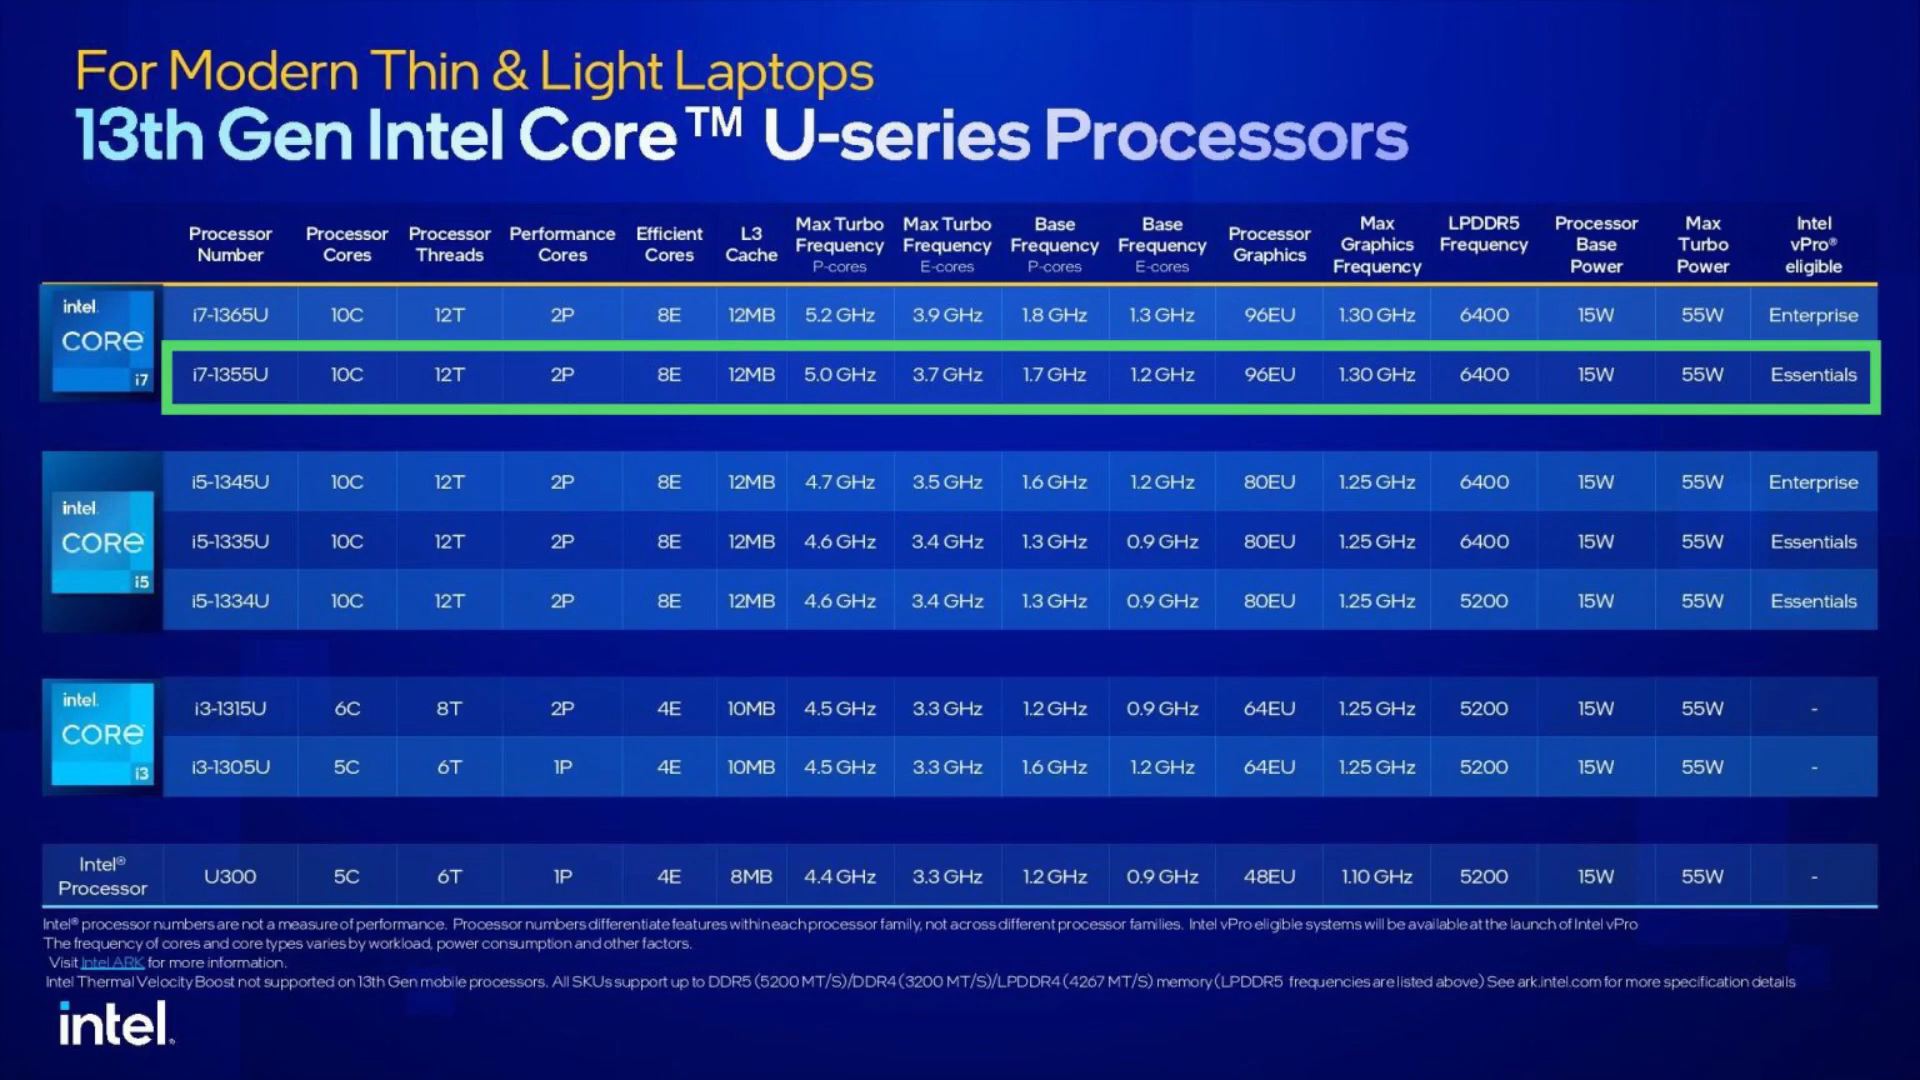 For Modern Thin & Light Laptops
13th Gen Intel Core™ U-series Processors
Processor Number Processor Cores Processor Threads Performance Cores Efficient Cores L3 Cache Max Turbo Frequency P-cores Max Turbo Frequency E-cores Base Frequency P-cores Base Frequency E-cores Processor Graphics Max Graphics Frequency LPDDR5 Frequency Processor Base Power Max Turbo Power Intel vPro® eligible
intel. CORE i7
i7-1365U 10C 12T 2P 8E 12MB 5.2 GHz 3.9 GHz 1.8 GHz 1.3 GHz 96EU 1.30 GHz 6400 15W 55W Enterprise
i7-1355U 10C 12T 2P 8E 12MB 5.0 GHz 3.7 GHz 1.7 GHz 1.2 GHz 96EU 1.30 GHz 6400 15W 55W Essentials
intel. CORE i5
i5-1345U 10C 12T 2P 8E 12MB 4.7 GHz 3.5 GHz 1.6 GHz 1.2 GHz 80EU 1.25 GHz 6400 15W 55W Enterprise
i5-1335U 10C 12T 2P 8E 12MB 4.6 GHz 3.4 GHz 1.3 GHz 0.9 GHz 80EU 1.25 GHz 6400 15W 55W Essentials
i5-1334U 10C 12T 2P 8E 12MB 4.6 GHz 3.4 GHz 1.3 GHz 0.9 GHz 80EU 1.25 GHz 5200 15W 55W Essentials
intel. CORE i3
i3-1315U 6C 8T 2P 4E 10MB 4.5 GHz 3.3 GHz 1.2 GHz 0.9 GHz 64EU 1.25 GHz 5200 15W 55W -
i3-1305U 5C 6T 1P 4E 10MB 4.5 GHz 3.3 GHz 1.6 GHz 1.2 GHz 64EU 1.25 GHz 5200 15W 55W -
Intel® Processor U300 5C 6T 1P 4E 8MB 4.4 GHz 3.3 GHz 1.2 GHz 0.9 GHz 48EU 1.10 GHz 5200 15W 55W -
Intel® processor numbers are not a measure of performance. Processor numbers differentiate features within each processor family, not across different processor families. Intel vPro eligible systems will be available at the launch of Intel vPro
The frequency of cores and core types varies by workload, power consumption and other factors.
Visit Intel ARK for more information.
Intel Thermal Velocity Boost not supported on 13th Gen mobile processors. All SKUs support up to DDR5 (5200 MT/S)/DDR4 (3200 MT/S)/LPDDR4 (4267 MT/S) memory (LPDDR5 frequencies are listed above) See ark.intel.com for more specification details
intel.